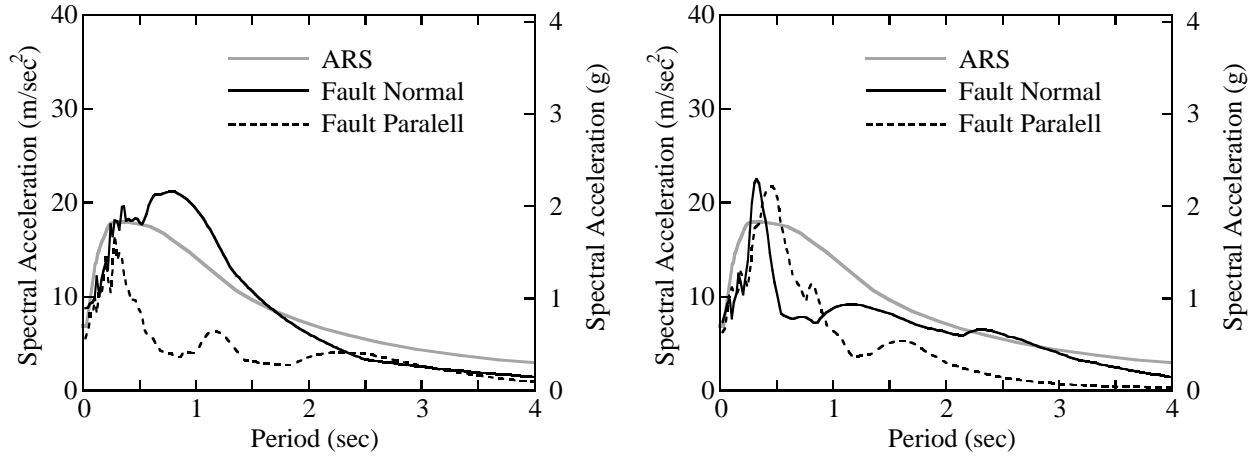 40
30
20
10
0
Spectral Acceleration (m/sec²)
ARS
Fault Normal
Fault Paralell
4
3
2
1
0
Spectral Acceleration (g)
0 1 2 3 4
Period (sec)
40
30
20
10
0
Spectral Acceleration (m/sec²)
ARS
Fault Normal
Fault Paralell
4
3
2
1
0
Spectral Acceleration (g)
0 1 2 3 4
Period (sec)